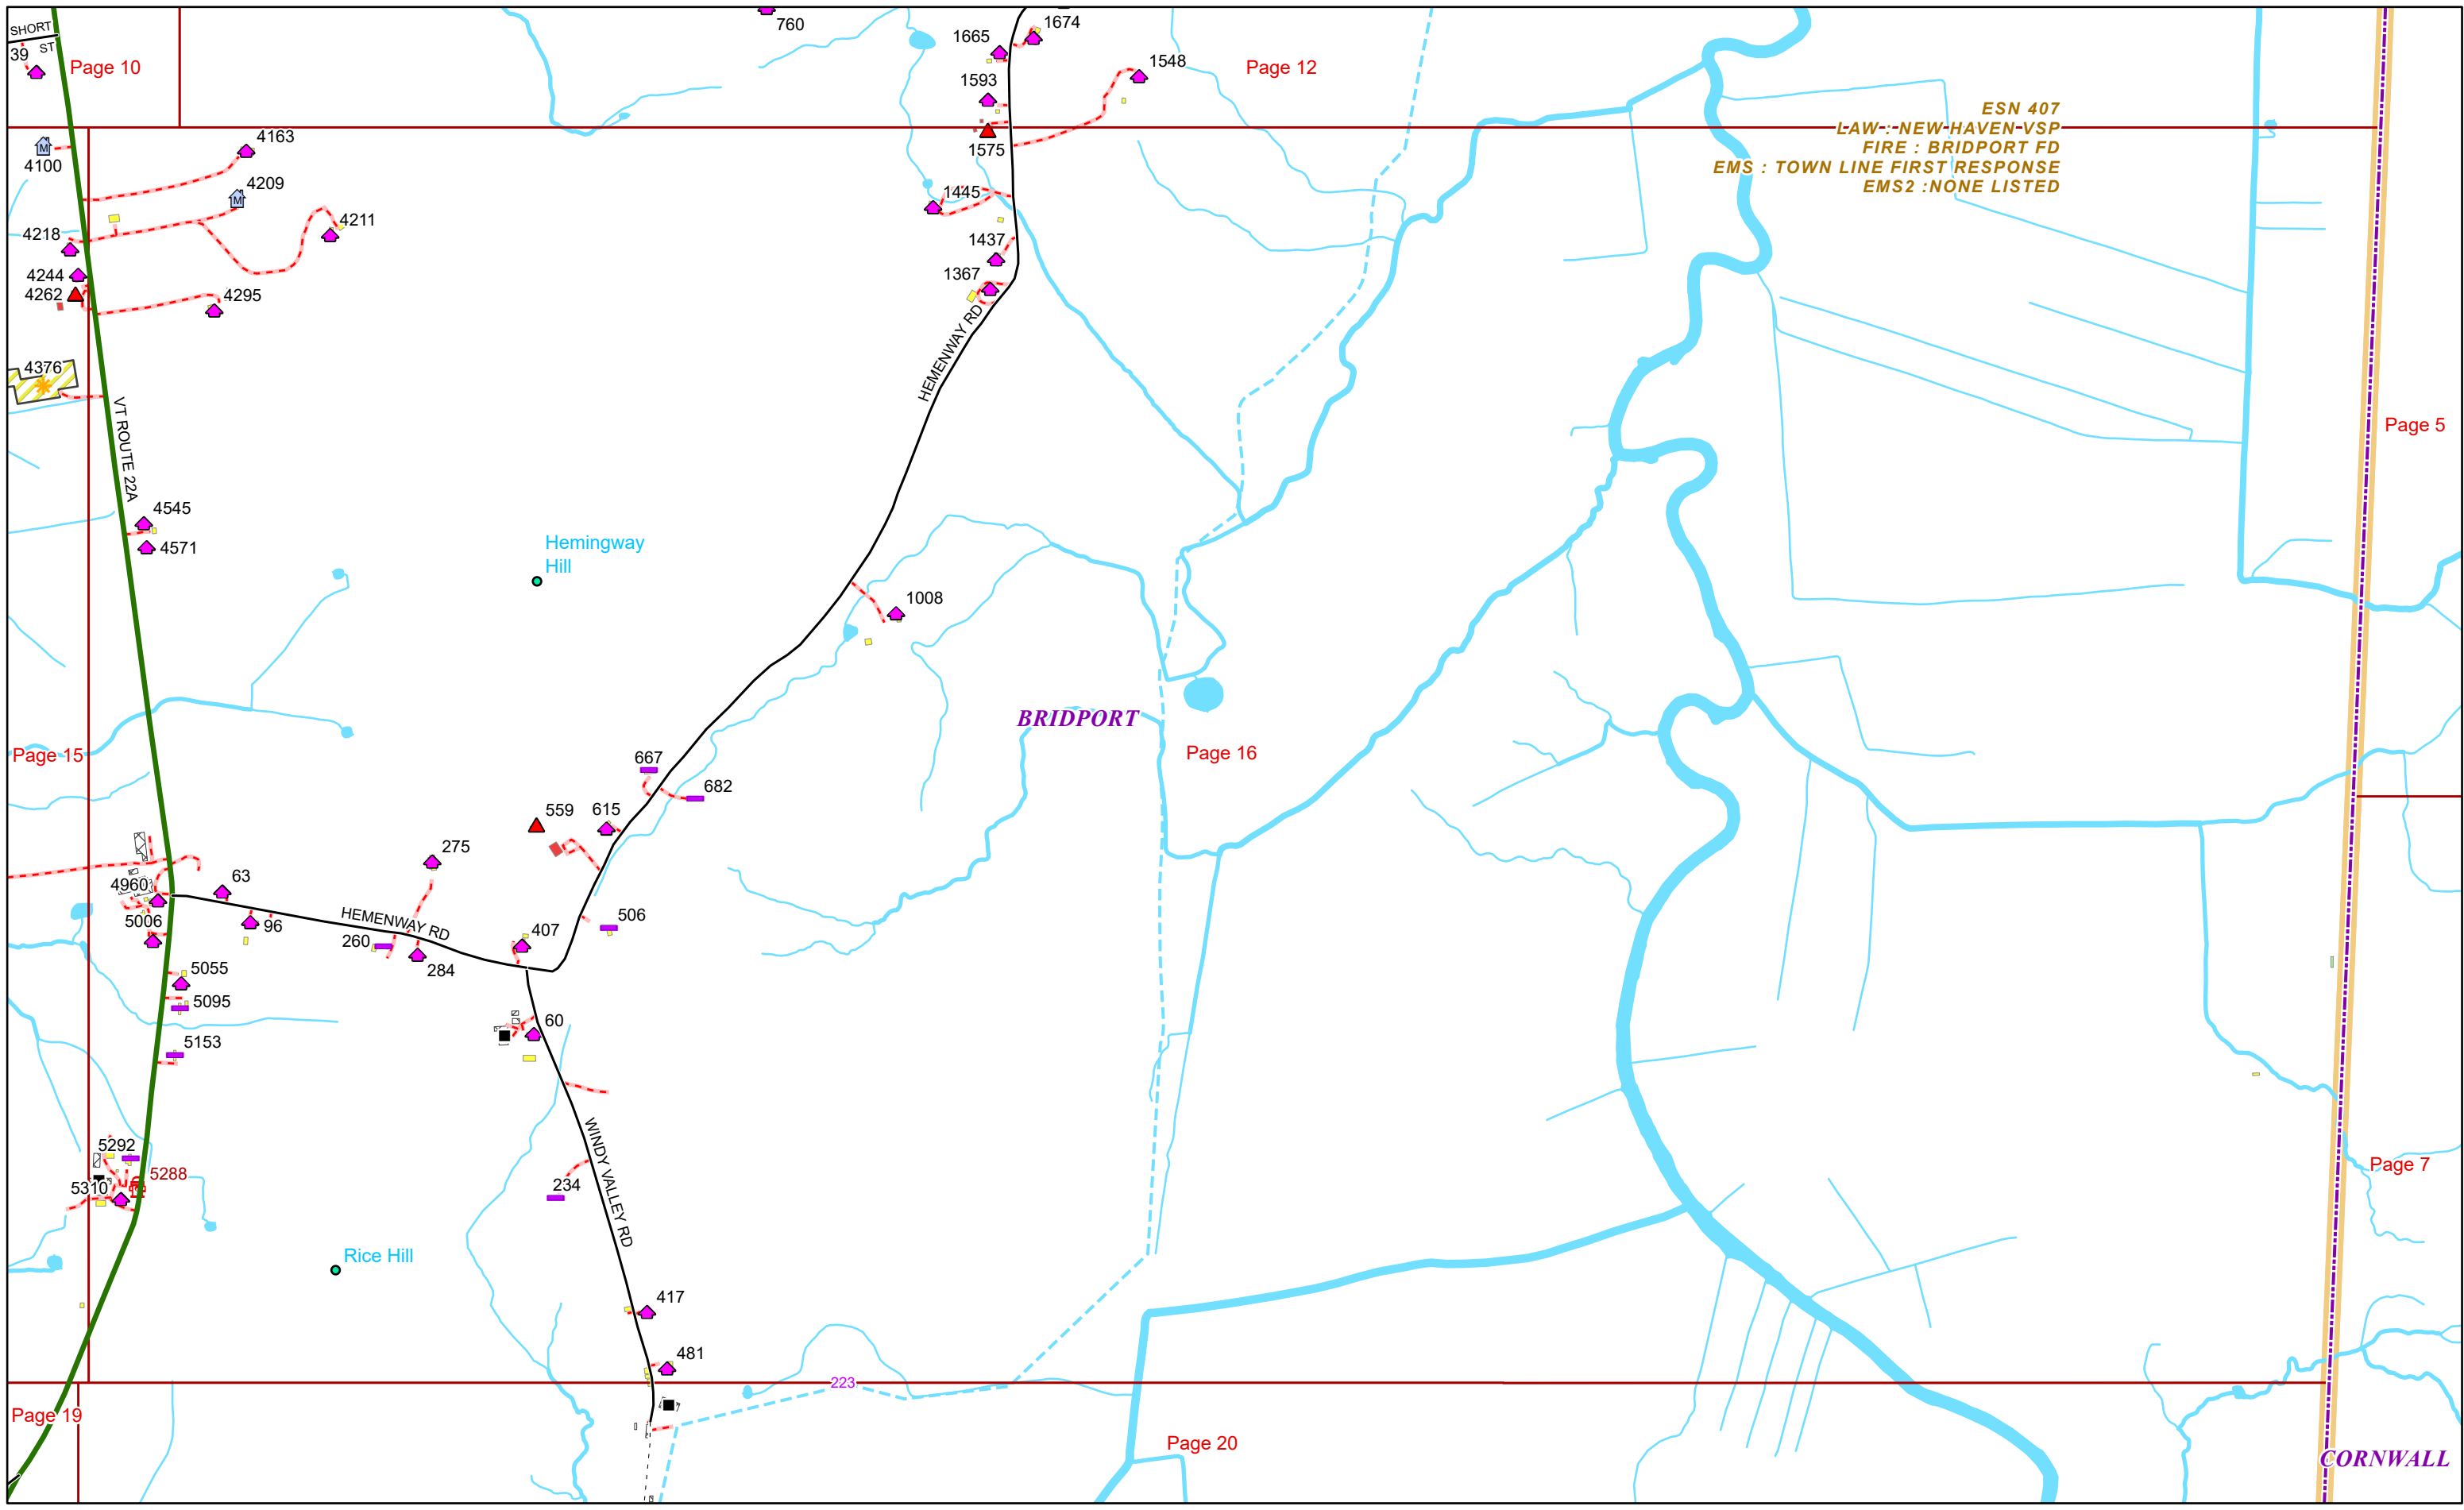 SHORT
ST
39
Page 10
760
1674
1665
1593
1548
Page 12
1575
ESN 407
LAW : NEW HAVEN VSP
FIRE : BRIDPORT FD
EMS : TOWN LINE FIRST RESPONSE
EMS2 :NONE LISTED
4100
M
4163
4209
M
4211
4218
4244
4262
4295
1445
1437
1367
HEMENWAY RD
4376
VT ROUTE 22A
Page 5
4545
4571
Hemingway
Hill
1008
BRIDPORT
Page 15
Page 16
667
682
559
615
275
4960
63
5006
96
HEMENWAY RD
260
284
407
506
5055
5095
5153
60
WINDY VALLEY RD
5292
5288
5310
234
Page 7
Rice Hill
417
481
223
Page 19
Page 20
CORNWALL